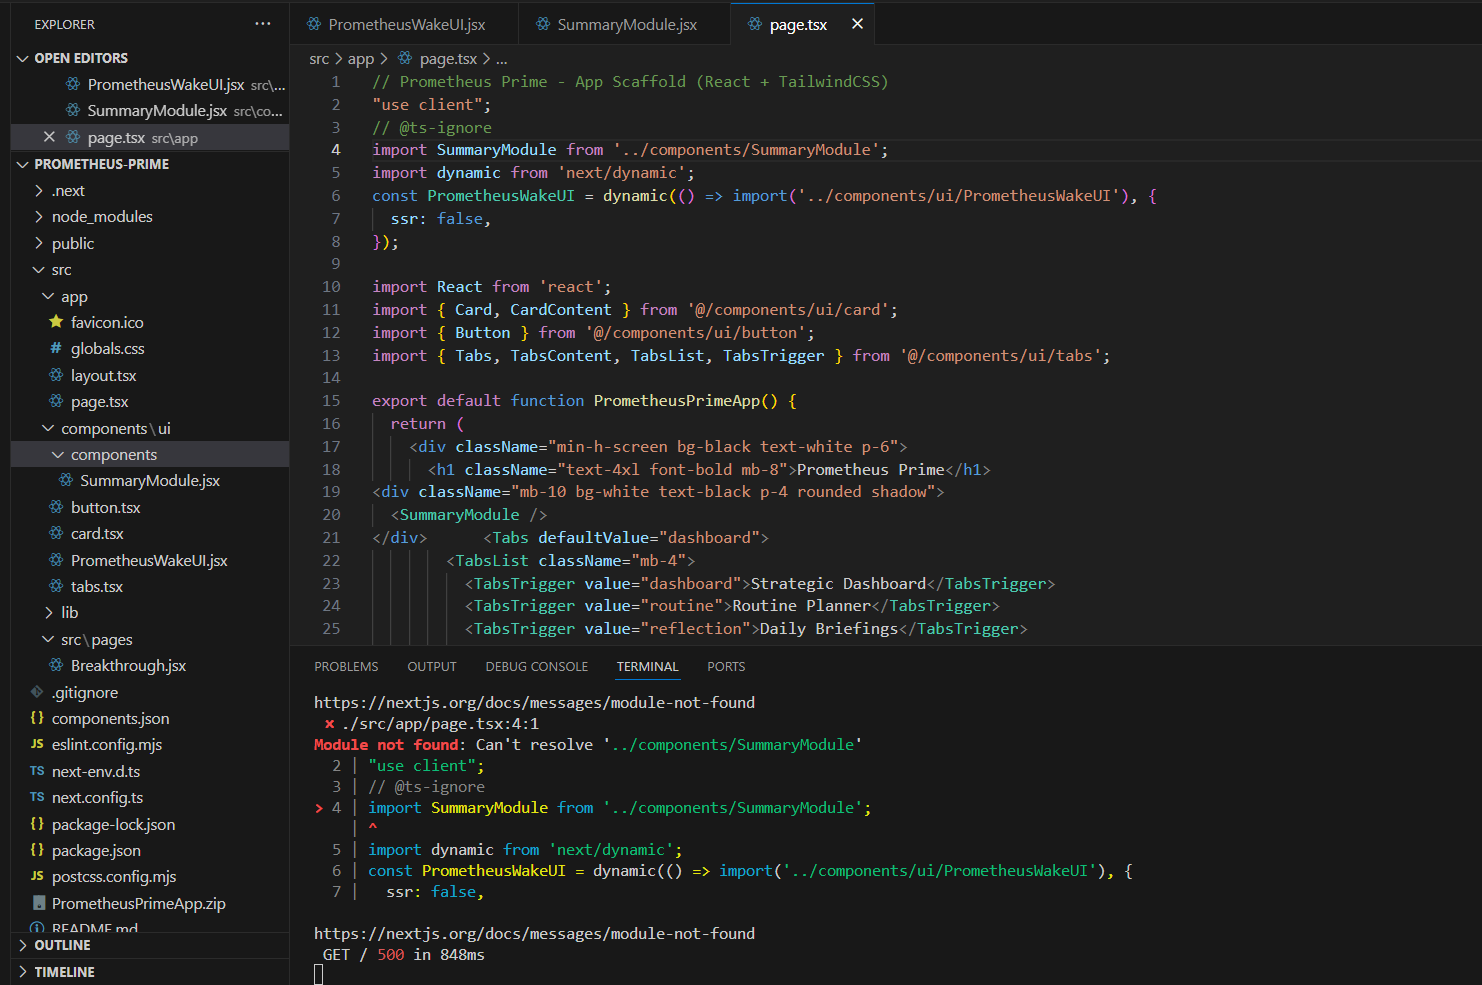 EXPLORER
...
OPEN EDITORS
PrometheusWakeUI.jsx src\...
SummaryModule.jsx src\co...
page.tsx src\app
PROMETHEUS-PRIME
.next
node_modules
public
src
app
favicon.ico
# globals.css
layout.tsx
page.tsx
components\ui
components
SummaryModule.jsx
button.tsx
card.tsx
PrometheusWakeUI.jsx
tabs.tsx
lib
src\pages
Breakthrough.jsx
.gitignore
{} components.json
JS eslint.config.mjs
TS next-env.d.ts
TS next.config.ts
{} package-lock.json
{} package.json
JS postcss.config.mjs
PrometheusPrimeApp.zip
README.md
OUTLINE
TIMELINE
PrometheusWakeUI.jsx
SummaryModule.jsx
page.tsx
src > app > page.tsx > ...
1 // Prometheus Prime - App Scaffold (React + TailwindCSS)
2 "use client";
3 // @ts-ignore
4 import SummaryModule from '../components/SummaryModule';
5 import dynamic from 'next/dynamic';
6 const PrometheusWakeUI = dynamic(() => import('../components/ui/PrometheusWakeUI'), {
7 ssr: false,
8 });
9
10 import React from 'react';
11 import { Card, CardContent } from '@/components/ui/card';
12 import { Button } from '@/components/ui/button';
13 import { Tabs, TabsContent, TabsList, TabsTrigger } from '@/components/ui/tabs';
14
15 export default function PrometheusPrimeApp() {
16 return (
17 <div className="min-h-screen bg-black text-white p-6">
18 <h1 className="text-4xl font-bold mb-8">Prometheus Prime</h1>
19 <div className="mb-10 bg-white text-black p-4 rounded shadow">
20 <SummaryModule />
21 </div> <Tabs defaultValue="dashboard">
22 <TabsList className="mb-4">
23 <TabsTrigger value="dashboard">Strategic Dashboard</TabsTrigger>
24 <TabsTrigger value="routine">Routine Planner</TabsTrigger>
25 <TabsTrigger value="reflection">Daily Briefings</TabsTrigger>
PROBLEMS OUTPUT DEBUG CONSOLE TERMINAL PORTS
https://nextjs.org/docs/messages/module-not-found
× ./src/app/page.tsx:4:1
Module not found: Can't resolve '../components/SummaryModule'
2 | "use client";
3 | // @ts-ignore
> 4 | import SummaryModule from '../components/SummaryModule';
| ^
5 | import dynamic from 'next/dynamic';
6 | const PrometheusWakeUI = dynamic(() => import('../components/ui/PrometheusWakeUI'), {
7 | ssr: false,
https://nextjs.org/docs/messages/module-not-found
GET / 500 in 848ms